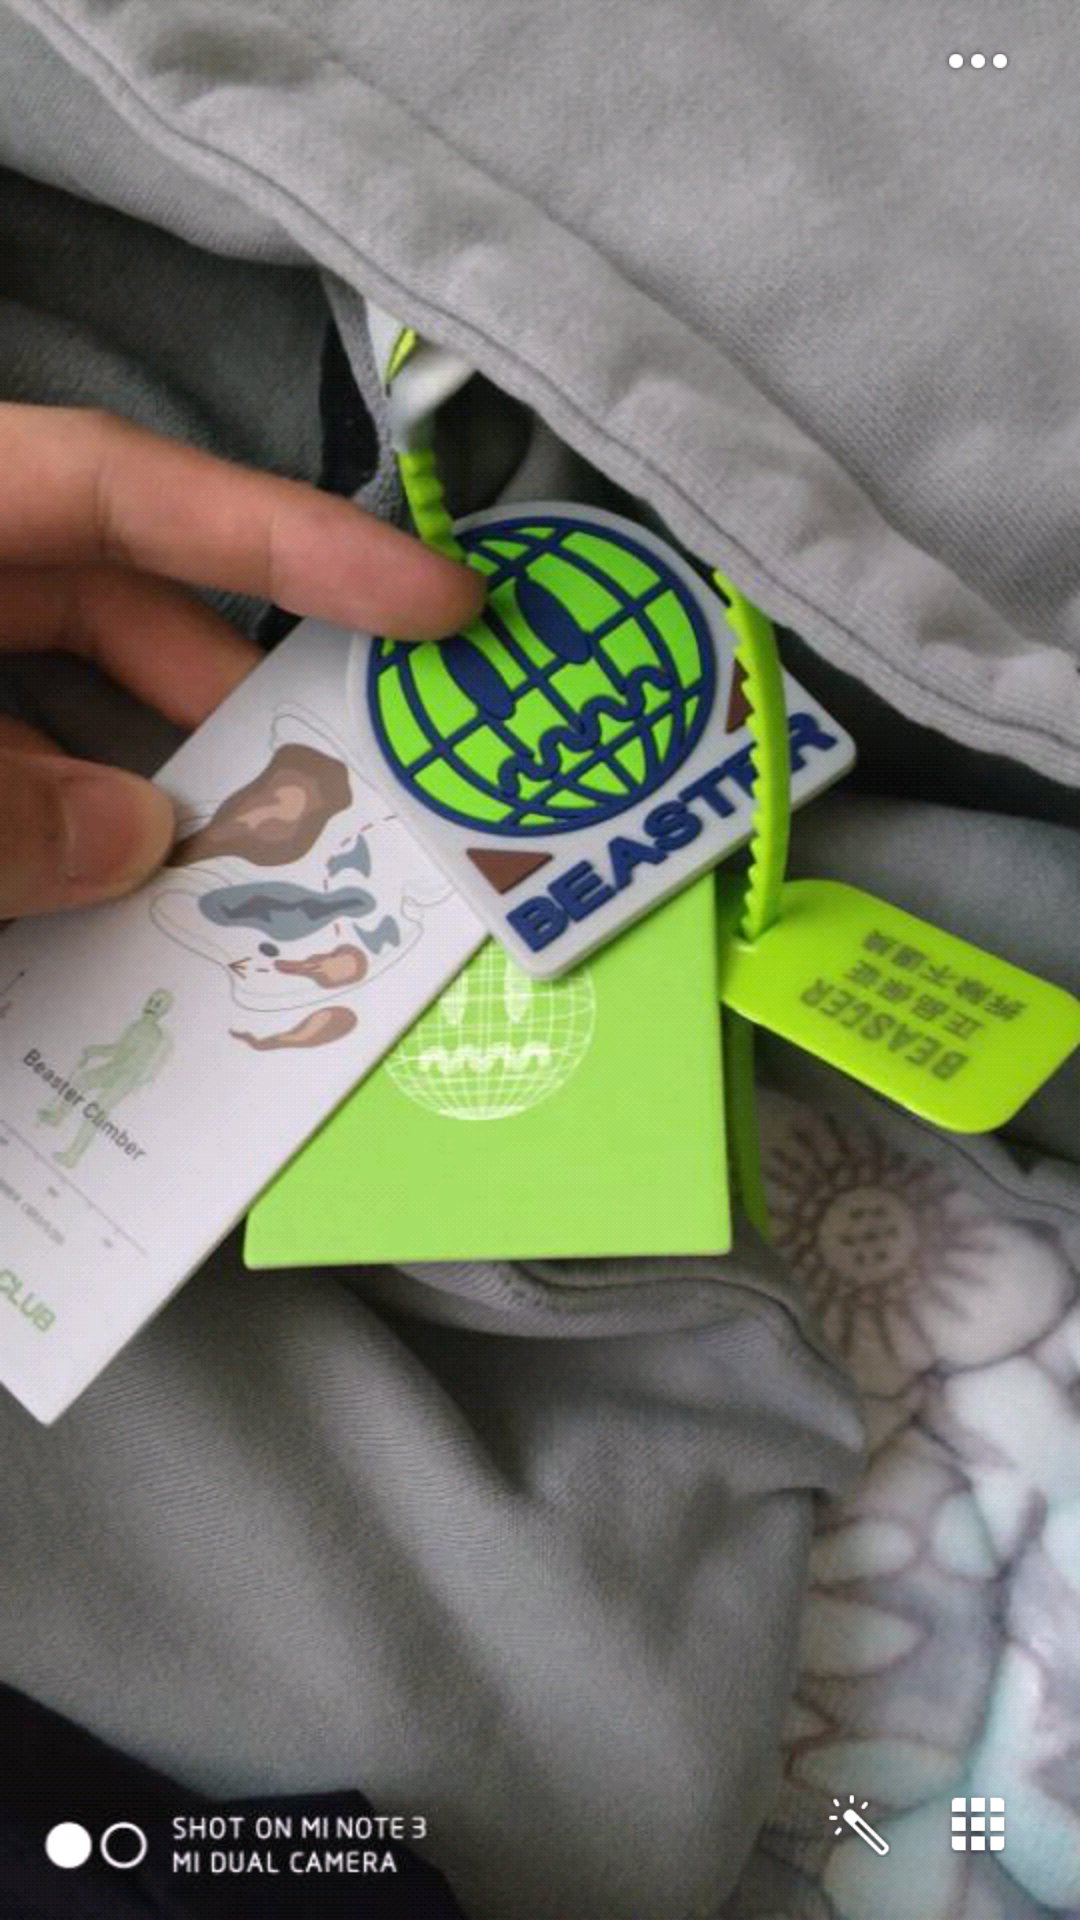 BEASTER
BEASTER
正品保证
拆除不退换
Beaster Climber
CLUB
SHOT ON MI NOTE 3
MI DUAL CAMERA